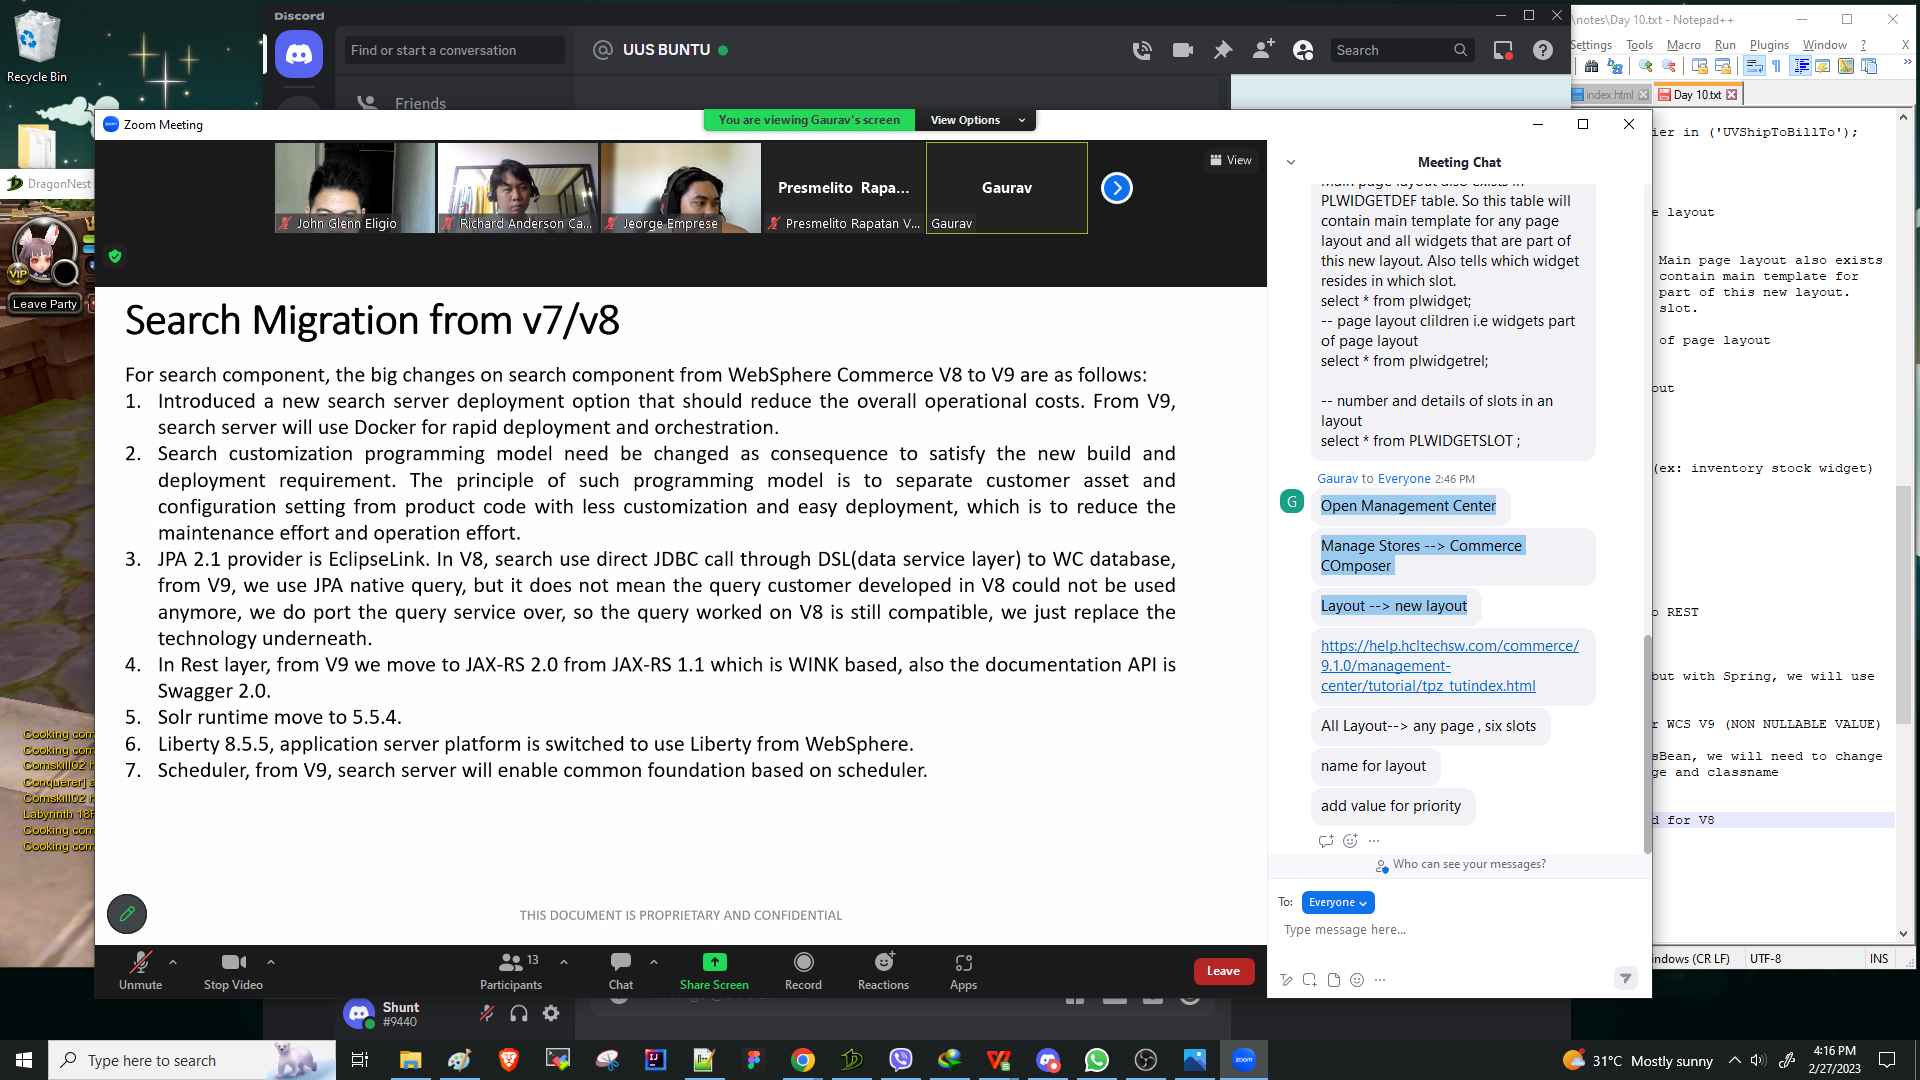 Recycle Bin
Discord
Find or start a conversation
UUS BUNTU
Search
Friends
\notes\Day 10.txt - Notepad++
Settings Tools Macro Run Plugins Window ? X
index.html
Day 10.txt
Zoom Meeting
You are viewing Gaurav's screen
View Options
View
John Glenn Eligio
Richard Anderson Ca...
Jeorge Emprese
Presmelito Rapa...
Presmelito Rapatan V...
Gaurav
Gaurav
DragonNest
VIP
Leave Party
Search Migration from v7/v8
For search component, the big changes on search component from WebSphere Commerce V8 to V9 are as follows:
1. Introduced a new search server deployment option that should reduce the overall operational costs. From V9,
search server will use Docker for rapid deployment and orchestration.
2. Search customization programming model need be changed as consequence to satisfy the new build and
deployment requirement. The principle of such programming model is to separate customer asset and
configuration setting from product code with less customization and easy deployment, which is to reduce the
maintenance effort and operation effort.
3. JPA 2.1 provider is EclipseLink. In V8, search use direct JDBC call through DSL(data service layer) to WC database,
from V9, we use JPA native query, but it does not mean the query customer developed in V8 could not be used
anymore, we do port the query service over, so the query worked on V8 is still compatible, we just replace the
technology underneath.
4. In Rest layer, from V9 we move to JAX-RS 2.0 from JAX-RS 1.1 which is WINK based, also the documentation API is
Swagger 2.0.
5. Solr runtime move to 5.5.4.
6. Liberty 8.5.5, application server platform is switched to use Liberty from WebSphere.
7. Scheduler, from V9, search server will enable common foundation based on scheduler.
THIS DOCUMENT IS PROPRIETARY AND CONFIDENTIAL
Cooking com
Cooking com
Comskill02 h
Conquerer] a
Comskill02 h
Labyrinth 18F
Cooking com
Cooking com
Meeting Chat
Main page layout also exists in
PLWIDGETDEF table. So this table will
contain main template for any page
layout and all widgets that are part of
this new layout. Also tells which widget
resides in which slot.
select * from plwidget;
-- page layout clildren i.e widgets part
of page layout
select * from plwidgetrel;
-- number and details of slots in an
layout
select * from PLWIDGETSLOT ;
Gaurav to Everyone 2:46 PM
G
Open Management Center
Manage Stores --> Commerce
COmposer
Layout --> new layout
https://help.hcltechsw.com/commerce/
9.1.0/management-
center/tutorial/tpz_tutindex.html
All Layout--> any page , six slots
name for layout
add value for priority
Who can see your messages?
To: Everyone
Type message here...
ier in ('UVShipToBillTo');
e layout
Main page layout also exists
contain main template for
part of this new layout.
slot.
of page layout
out
(ex: inventory stock widget)
o REST
but with Spring, we will use
r WCS V9 (NON NULLABLE VALUE)
sBean, we will need to change
ge and classname
d for V8
indows (CR LF) UTF-8 INS
Unmute
Stop Video
13
Participants
Chat
Share Screen
Record
Reactions
Apps
Leave
Shunt
#9440
Type here to search
zoom
31°C Mostly sunny
4:16 PM
2/27/2023